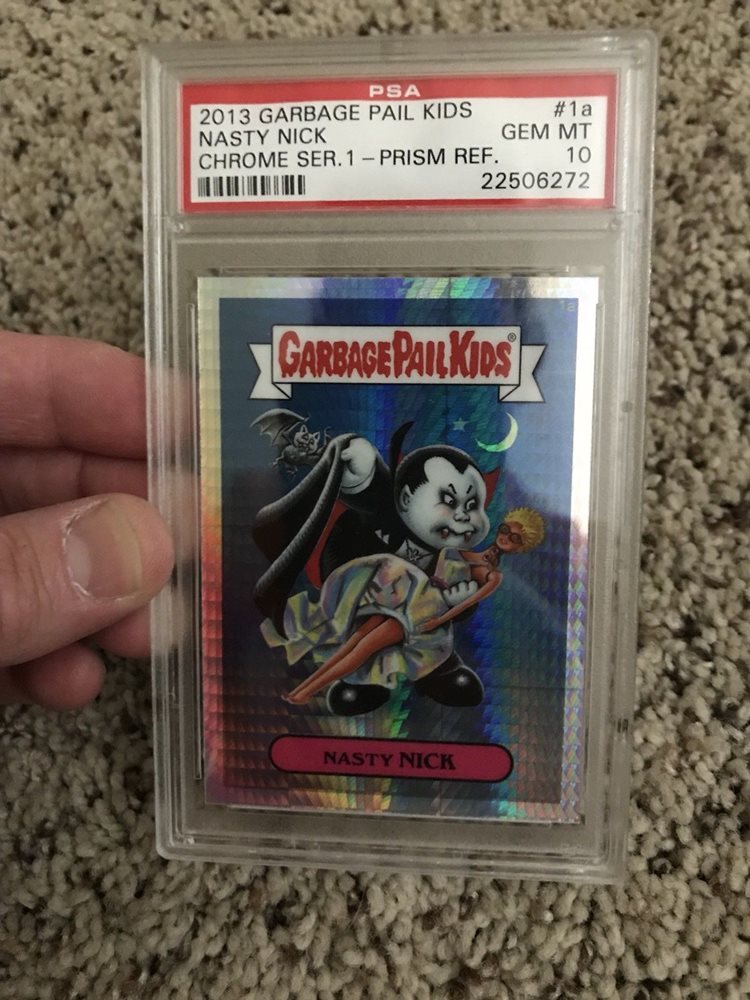 PSA
2013 GARBAGE PAIL KIDS #1a
NASTY NICK GEM MT
CHROME SER.1 – PRISM REF. 10
22506272
1a
GARBAGE PAIL KIDS®
NASTY NICK